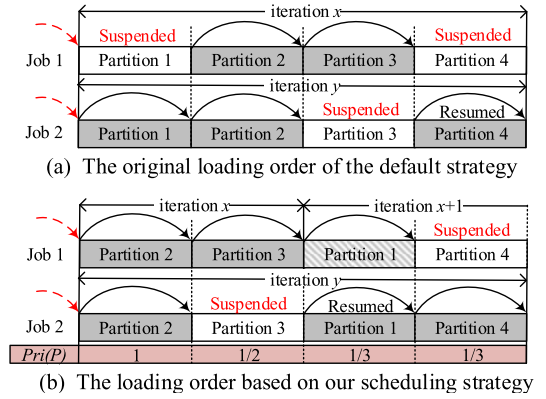 iteration x
Suspended
Suspended
Job 1
Partition 1
Partition 2
Partition 3
Partition 4
iteration y
Suspended
Resumed
Job 2
Partition 1
Partition 2
Partition 3
Partition 4
(a) The original loading order of the default strategy
iteration x
iteration x+1
Suspended
Job 1
Partition 2
Partition 3
Partition 1
Partition 4
iteration y
Suspended
Resumed
Job 2
Partition 2
Partition 3
Partition 1
Partition 4
Pri(P)
1
1/2
1/3
1/3
(b) The loading order based on our scheduling strategy